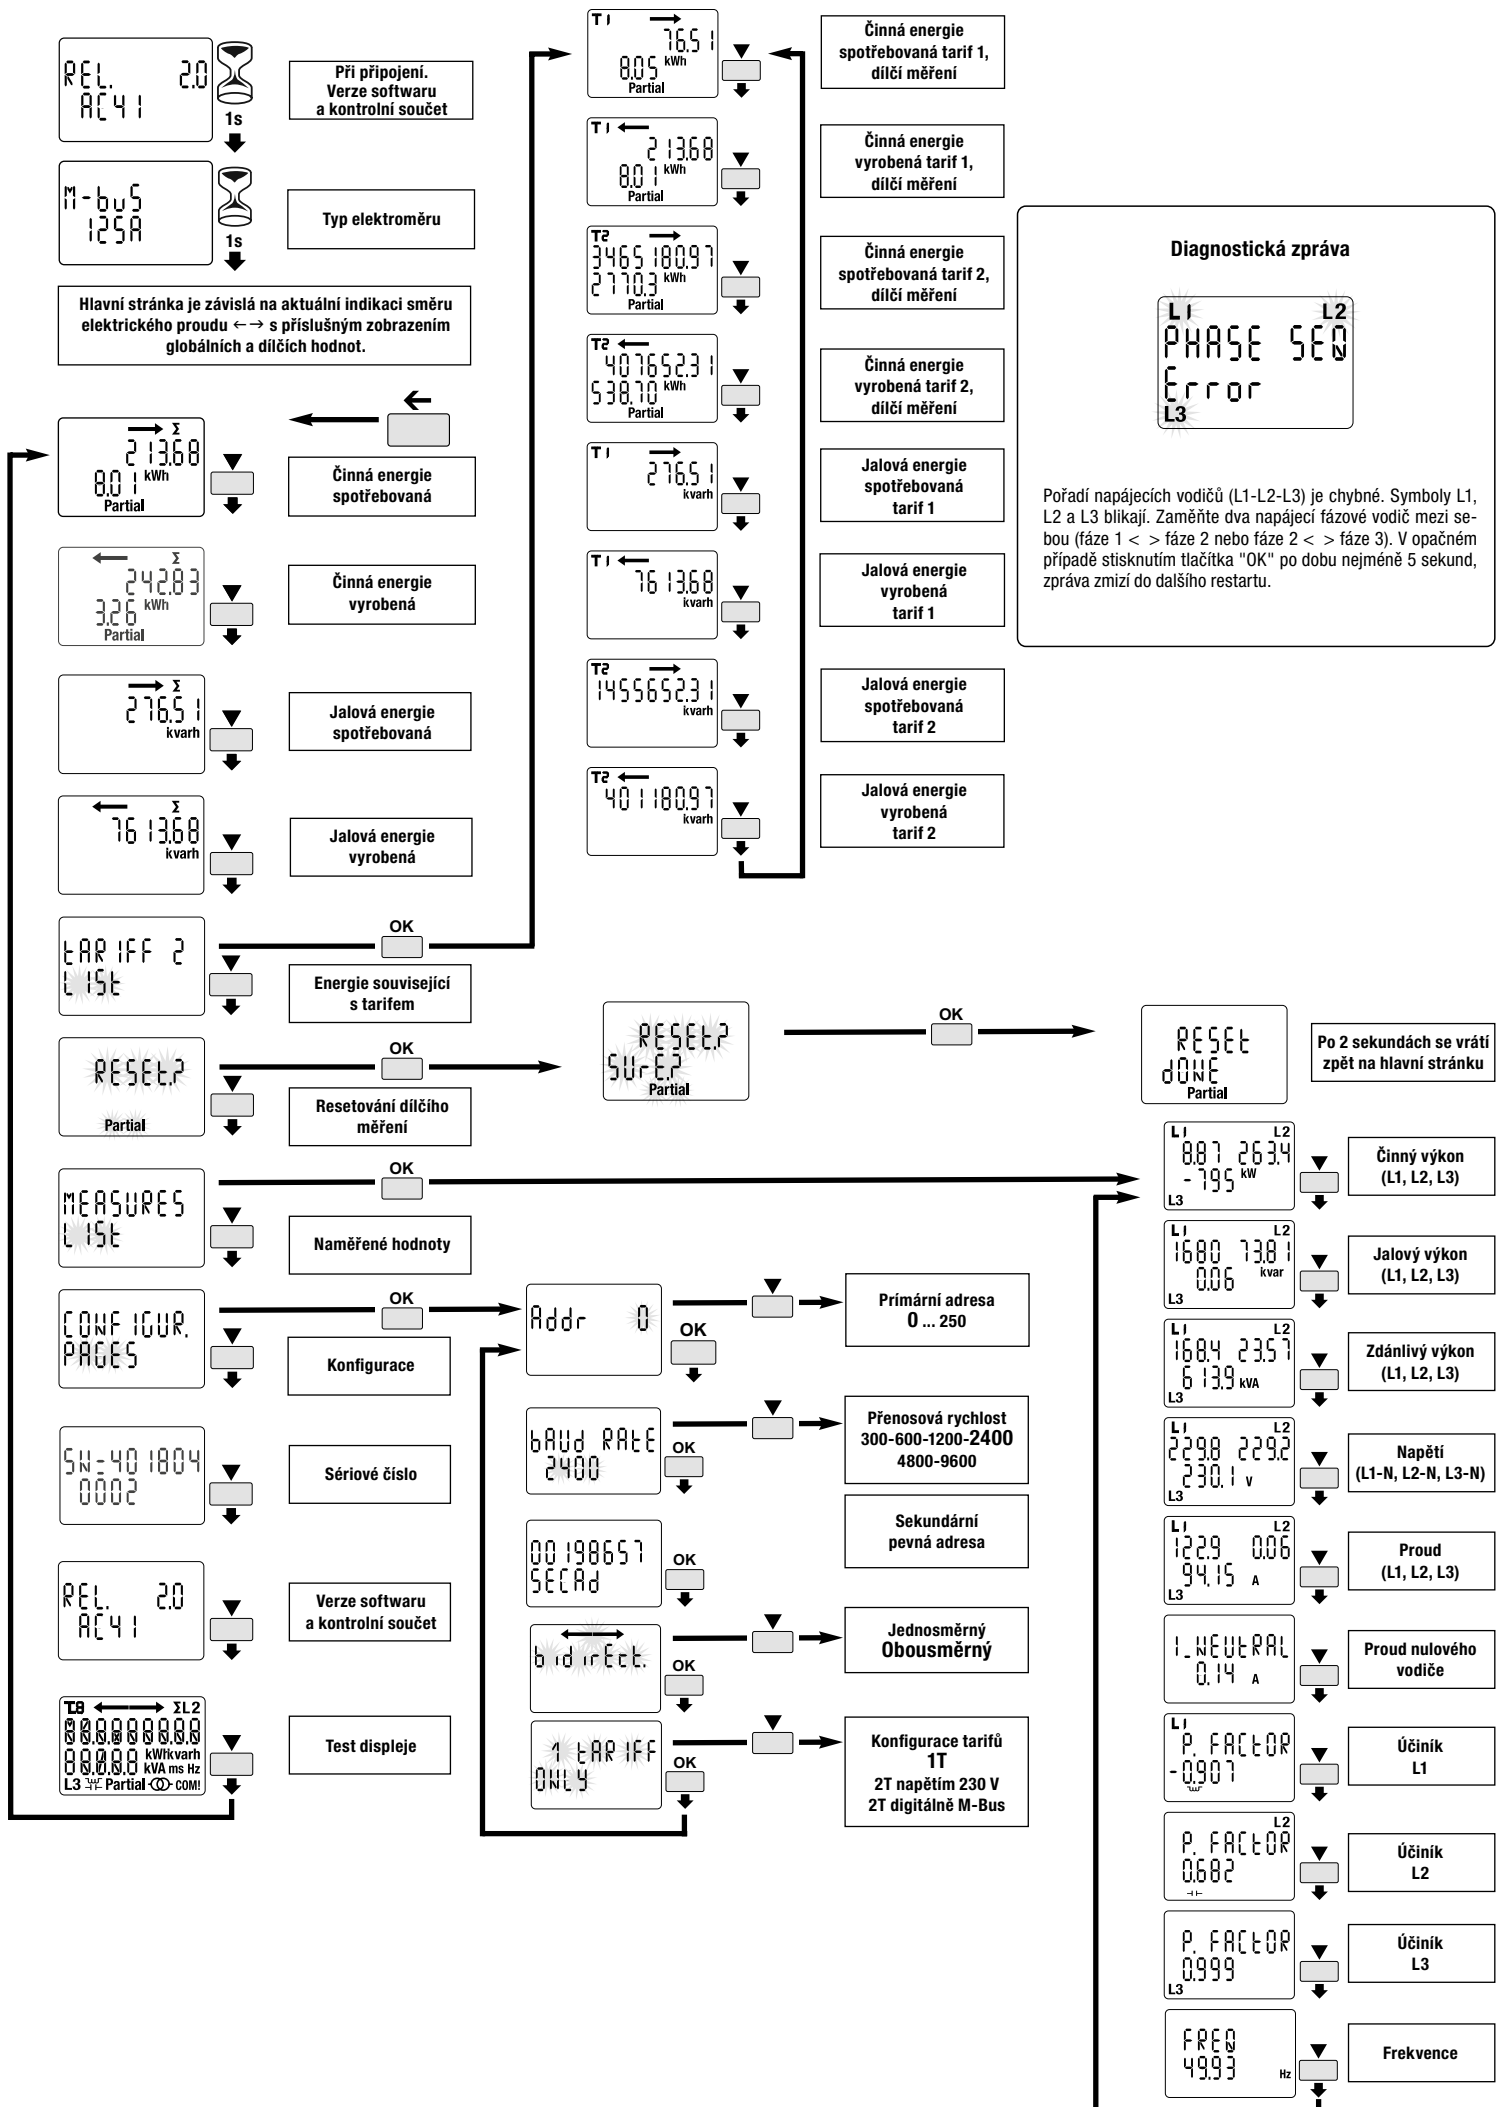 REL. 2.0
AC41
1s
Při připojení.
Verze softwaru
a kontrolní součet
M-buS
125A
1s
Typ elektroměru
Hlavní stránka je závislá na aktuální indikaci směru
elektrického proudu ←→ s příslušným zobrazením
globálních a dílčích hodnot.
Σ
213.68
8.01 kWh
Partial
Činná energie
spotřebovaná
Σ
242.83
3.26 kWh
Partial
Činná energie
vyrobená
Σ
276.51
kvarh
Jalová energie
spotřebovaná
Σ
7613.68
kvarh
Jalová energie
vyrobená
tARIFF 2
LISt
OK
Energie související
s tarifem
RESEt.?
Partial
OK
Resetování dílčího
měření
MEASURES
LISt
OK
Naměřené hodnoty
CONFIGUR.
PAGES
OK
Konfigurace
SN=401804
0002
Sériové číslo
REL. 2.0
AC41
Verze softwaru
a kontrolní součet
ΣL2
kWhkvarh
kVA ms Hz
L3 Partial COM!
Test displeje
T1
76.51
8.05 kWh
Partial
Činná energie
spotřebovaná tarif 1,
dílčí měření
T1
213.68
8.01 kWh
Partial
Činná energie
vyrobená tarif 1,
dílčí měření
T2
3465180.97
2770.3 kWh
Partial
Činná energie
spotřebovaná tarif 2,
dílčí měření
T2
407652.31
538.70 kWh
Partial
Činná energie
vyrobená tarif 2,
dílčí měření
T1
276.51
kvarh
Jalová energie
spotřebovaná
tarif 1
T1
7613.68
kvarh
Jalová energie
vyrobená
tarif 1
T2
1455652.31
kvarh
Jalová energie
spotřebovaná
tarif 2
T2
401180.97
kvarh
Jalová energie
vyrobená
tarif 2
Diagnostická zpráva
L1 L2
PHASE SEQ
Error
L3
Pořadí napájecích vodičů (L1-L2-L3) je chybné. Symboly L1,
L2 a L3 blikají. Zaměňte dva napájecí fázové vodič mezi se-
bou (fáze 1 < > fáze 2 nebo fáze 2 < > fáze 3). V opačném
případě stisknutím tlačítka "OK" po dobu nejméně 5 sekund,
zpráva zmizí do dalšího restartu.
RESEt.?
SUrE.?
Partial
OK
RESEt
dONE
Partial
Po 2 sekundách se vrátí
zpět na hlavní stránku
Addr 0
OK
Prímární adresa
0 ... 250
bAUd RAtE
2400
OK
Přenosová rychlost
300-600-1200-2400
4800-9600
00198657
SECAd
OK
Sekundární
pevná adresa
bidirEct.
OK
Jednosměrný
Obousměrný
1 tARIFF
ONLY
OK
Konfigurace tarifů
1T
2T napětím 230 V
2T digitálně M-Bus
L1 L2
8.87 263.4
-795 kW
L3
Činný výkon
(L1, L2, L3)
L1 L2
1680 73.81
0.06 kvar
L3
Jalový výkon
(L1, L2, L3)
L1 L2
168.4 23.57
613.9 kVA
L3
Zdánlivý výkon
(L1, L2, L3)
L1 L2
229.8 229.2
230.1 V
L3
Napětí
(L1-N, L2-N, L3-N)
L1 L2
122.9 0.06
94.15 A
L3
Proud
(L1, L2, L3)
I_NEUtRAL
0.14 A
Proud nulového
vodiče
L1
P. FACtOR
-0.907
Účiník
L1
L2
P. FACtOR
0.682
Účiník
L2
P. FACtOR
0.999
L3
Účiník
L3
FREQ
49.93 Hz
Frekvence